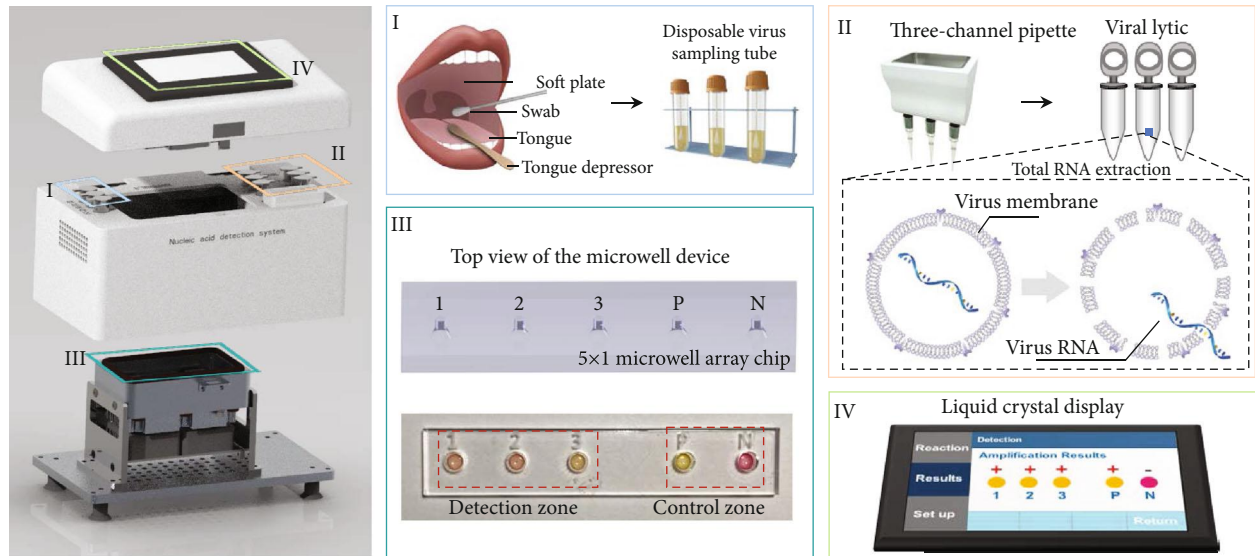 IV
II
I
Nucleic acid detection system
III
I
Disposable virus
sampling tube
Soft plate
Swab
Tongue
Tongue depressor
II
Three-channel pipette
Viral lytic
Total RNA extraction
Virus membrane
Virus RNA
III
Top view of the microwell device
1 2 3 P N
5×1 microwell array chip
1 2 3 P N
Detection zone
Control zone
IV
Liquid crystal display
Reaction
Results
Set up
Detection
Amplification Results
+ + + + -
1 2 3 P N
Return